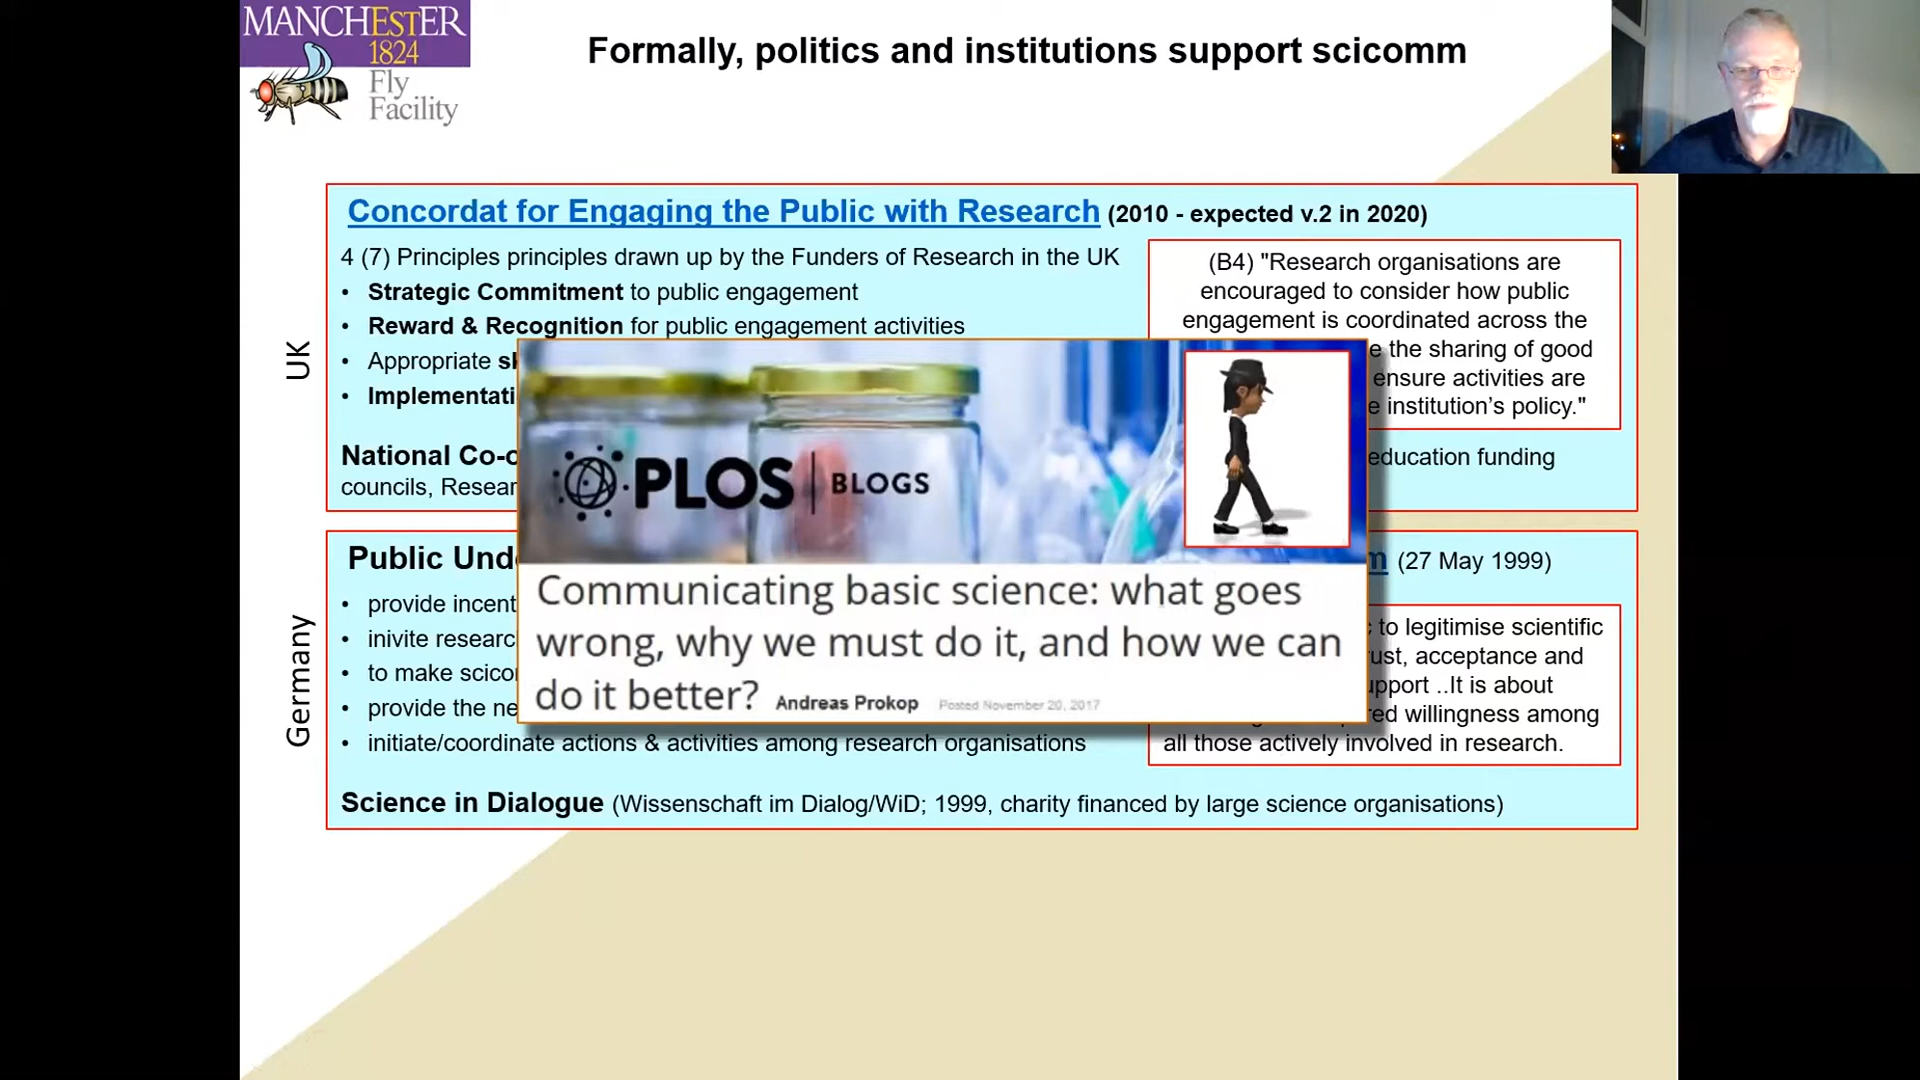 MANCHESTER
1824
Fly
Facility
Formally, politics and institutions support scicomm
UK
Concordat for Engaging the Public with Research (2010 - expected v.2 in 2020)
4 (7) Principles principles drawn up by the Funders of Research in the UK
• Strategic Commitment to public engagement
• Reward & Recognition for public engagement activities
• Appropriate sk
• Implementati
(B4) "Research organisations are
encouraged to consider how public
engagement is coordinated across the
e the sharing of good
ensure activities are
e institution's policy."
National Co-o
education funding
councils, Resear
PLOS | BLOGS
Communicating basic science: what goes
wrong, why we must do it, and how we can
do it better? Andreas Prokop Posted November 20, 2017
Germany
Public Unde
m (27 May 1999)
• provide incent
• inivite researc
• to make scico
• provide the ne
• initiate/coordinate actions & activities among research organisations
to legitimise scientific
rust, acceptance and
upport ..It is about
red willingness among
all those actively involved in research.
Science in Dialogue (Wissenschaft im Dialog/WiD; 1999, charity financed by large science organisations)